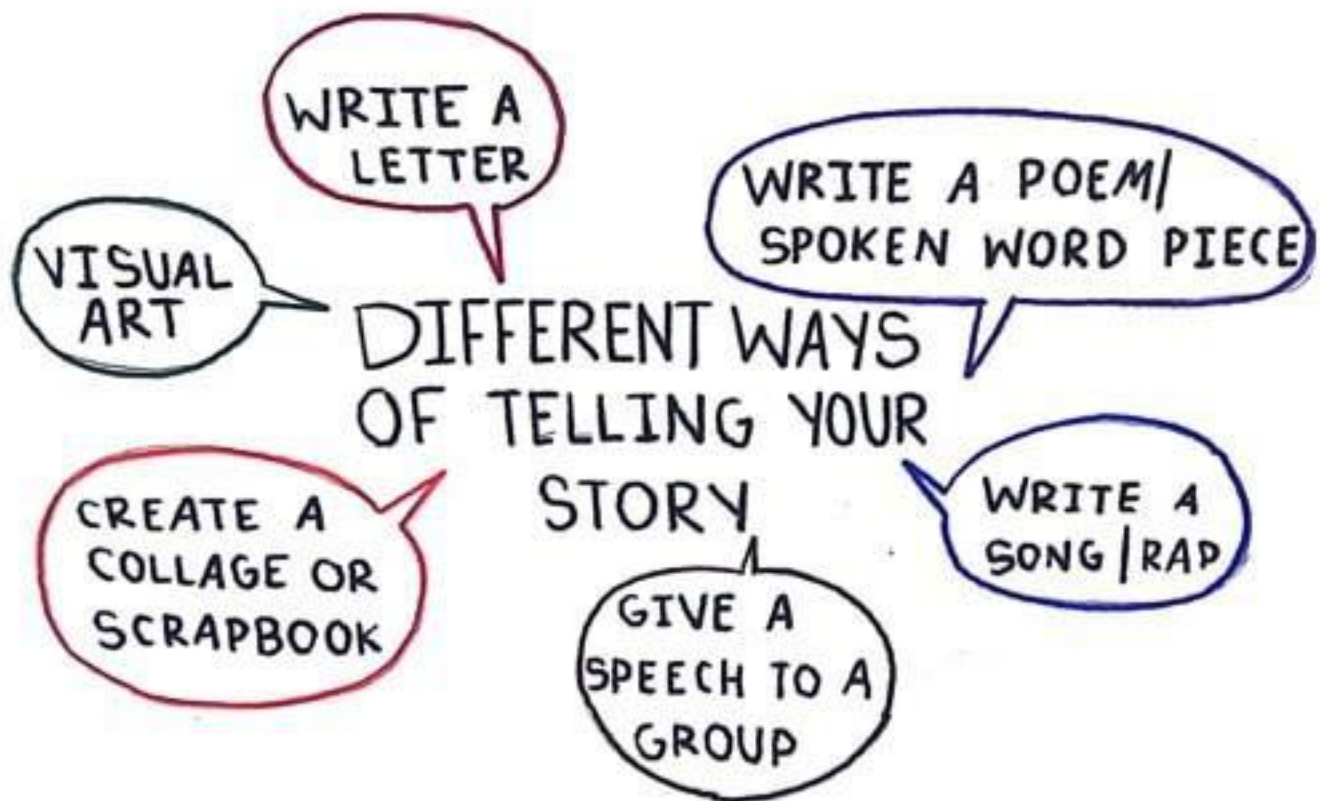 WRITE A
LETTER
WRITE A POEM/
SPOKEN WORD PIECE
VISUAL
ART
DIFFERENT WAYS
OF TELLING YOUR
STORY
CREATE A
COLLAGE OR
SCRAPBOOK
WRITE A
SONG/RAP
GIVE A
SPEECH TO A
GROUP